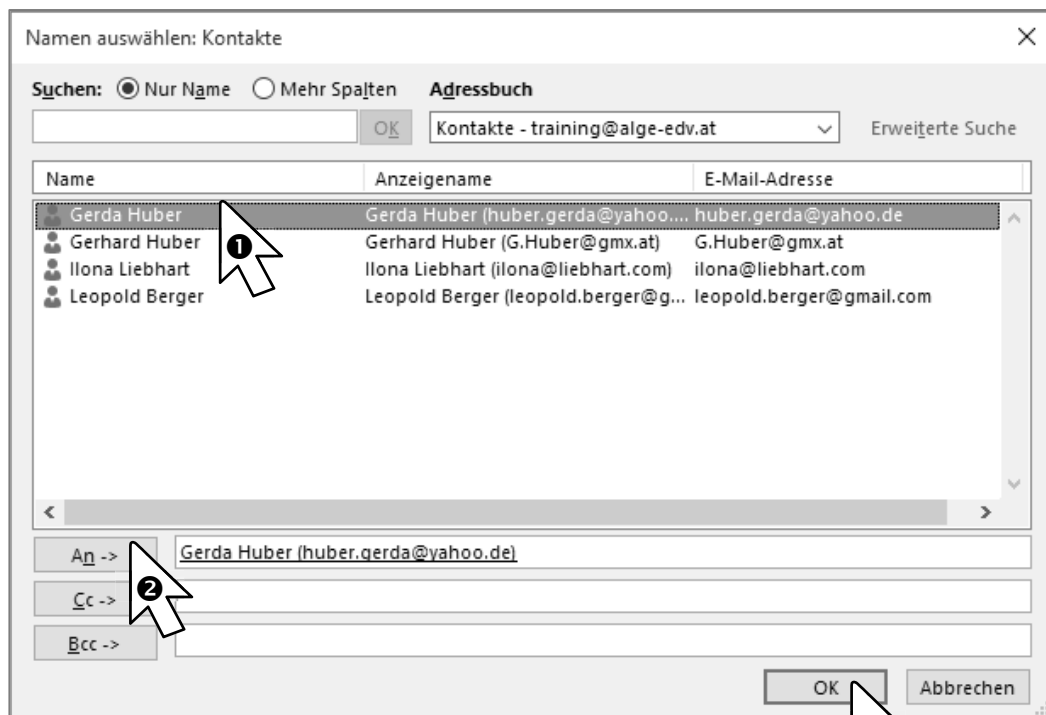 Namen auswählen: Kontakte
Suchen: Nur Name Mehr Spalten Adressbuch
OK Kontakte - training@alge-edv.at Erweiterte Suche
Name Anzeigename E-Mail-Adresse
Gerda Huber Gerda Huber (huber.gerda@yahoo.... huber.gerda@yahoo.de
Gerhard Huber Gerhard Huber (G.Huber@gmx.at) G.Huber@gmx.at
❶
Ilona Liebhart Ilona Liebhart (ilona@liebhart.com) ilona@liebhart.com
Leopold Berger Leopold Berger (leopold.berger@g... leopold.berger@gmail.com
An -> Gerda Huber (huber.gerda@yahoo.de)
❷
Cc ->
Bcc ->
OK Abbrechen